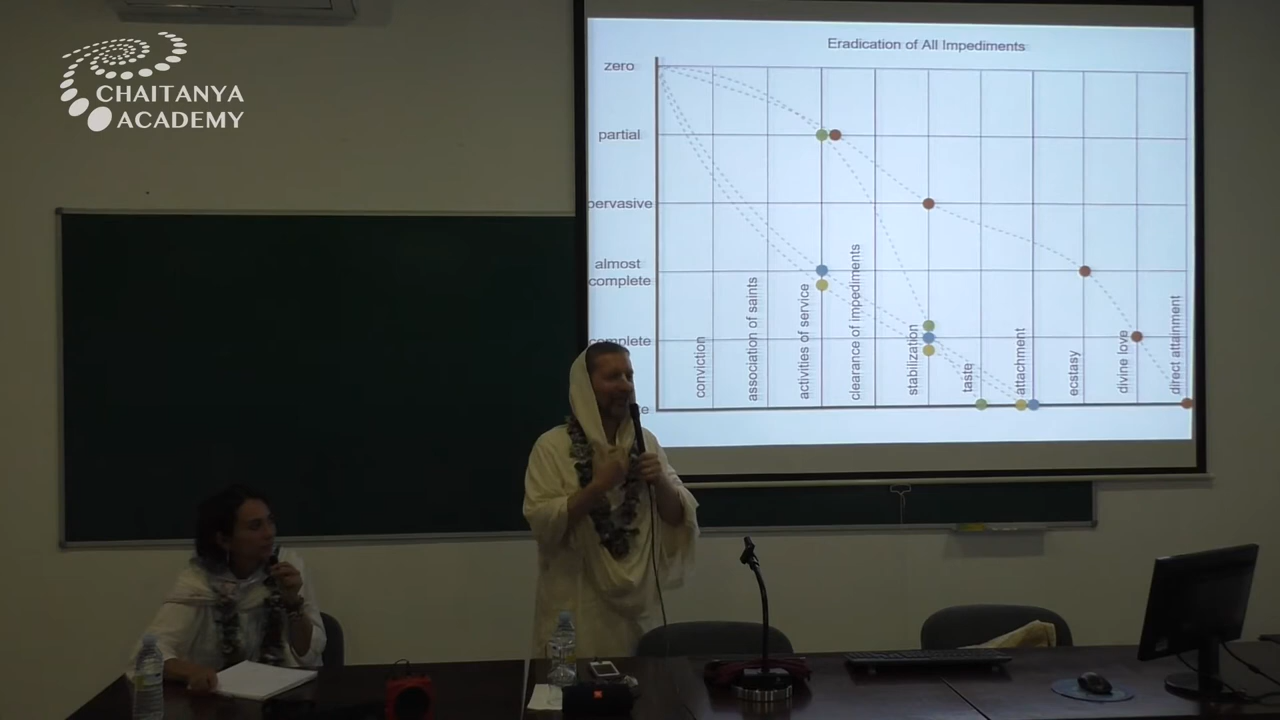 CHAITANYA
ACADEMY
Eradication of All Impediments
zero
partial
pervasive
almost
complete
complete
conviction
association of saints
activities of service
clearance of impediments
stabilization
taste
attachment
ecstasy
divine love
direct attainment